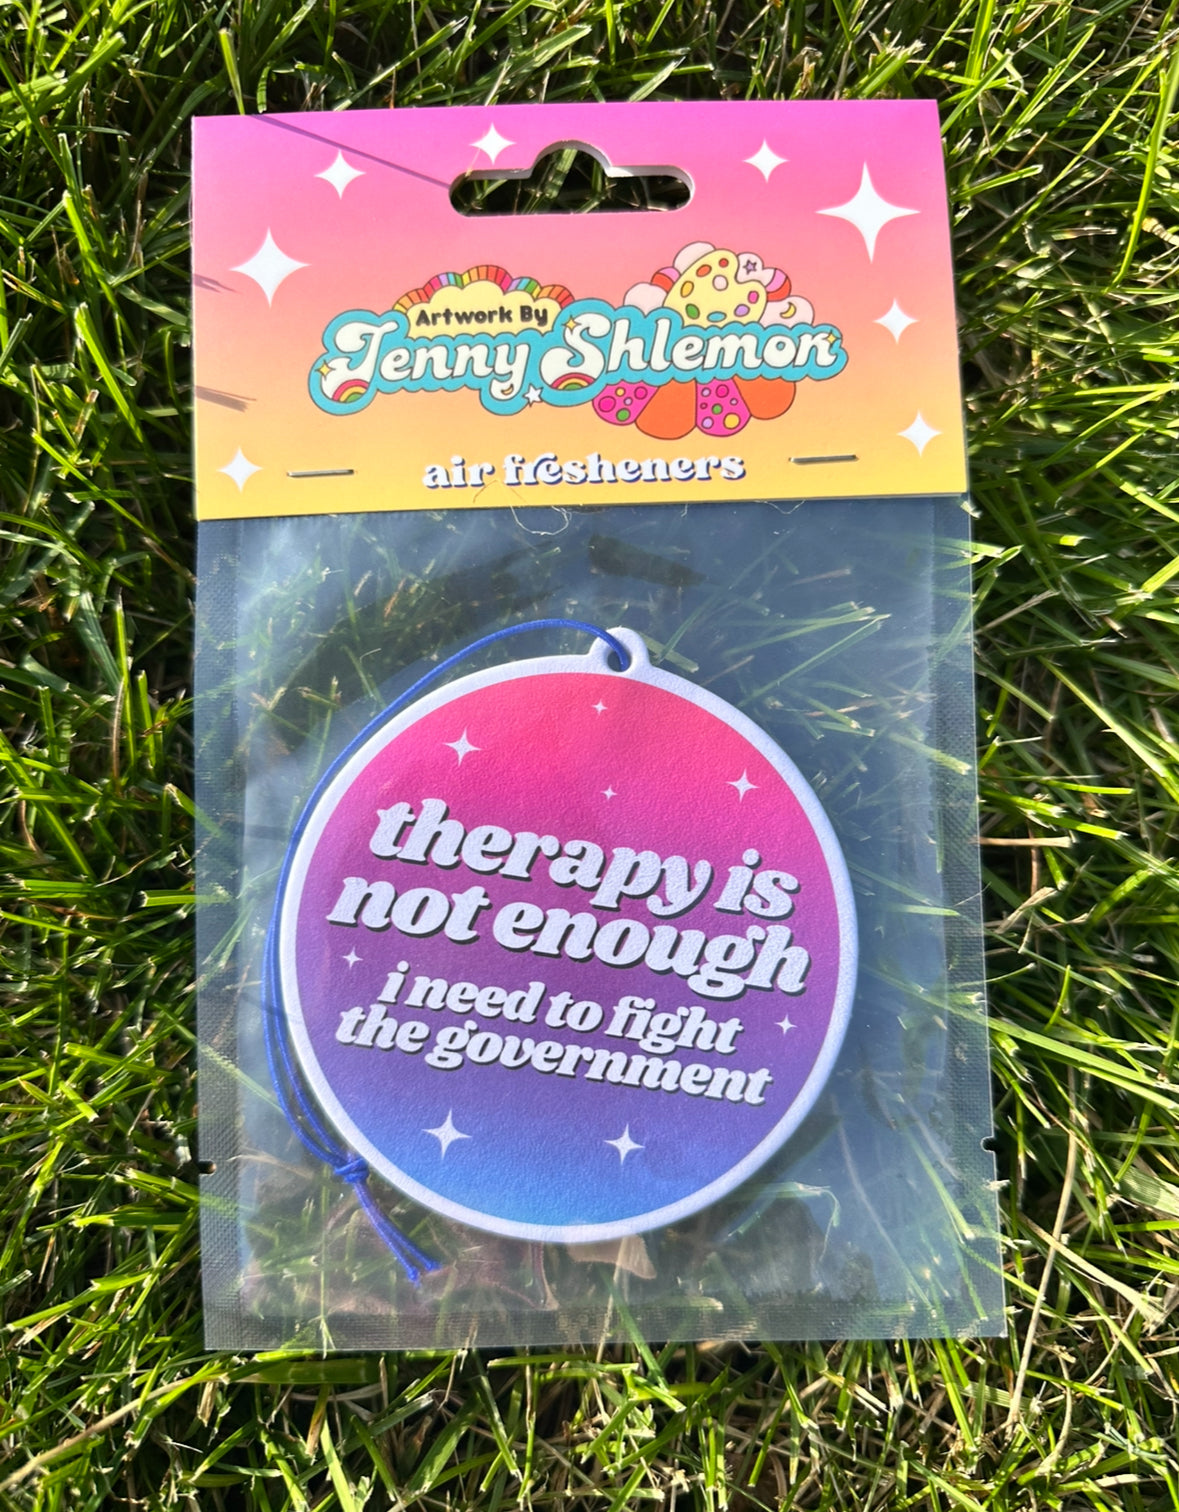 Artwork By
Jenny Shlemon
air fresheners
therapy is
not enough
i need to fight
the government